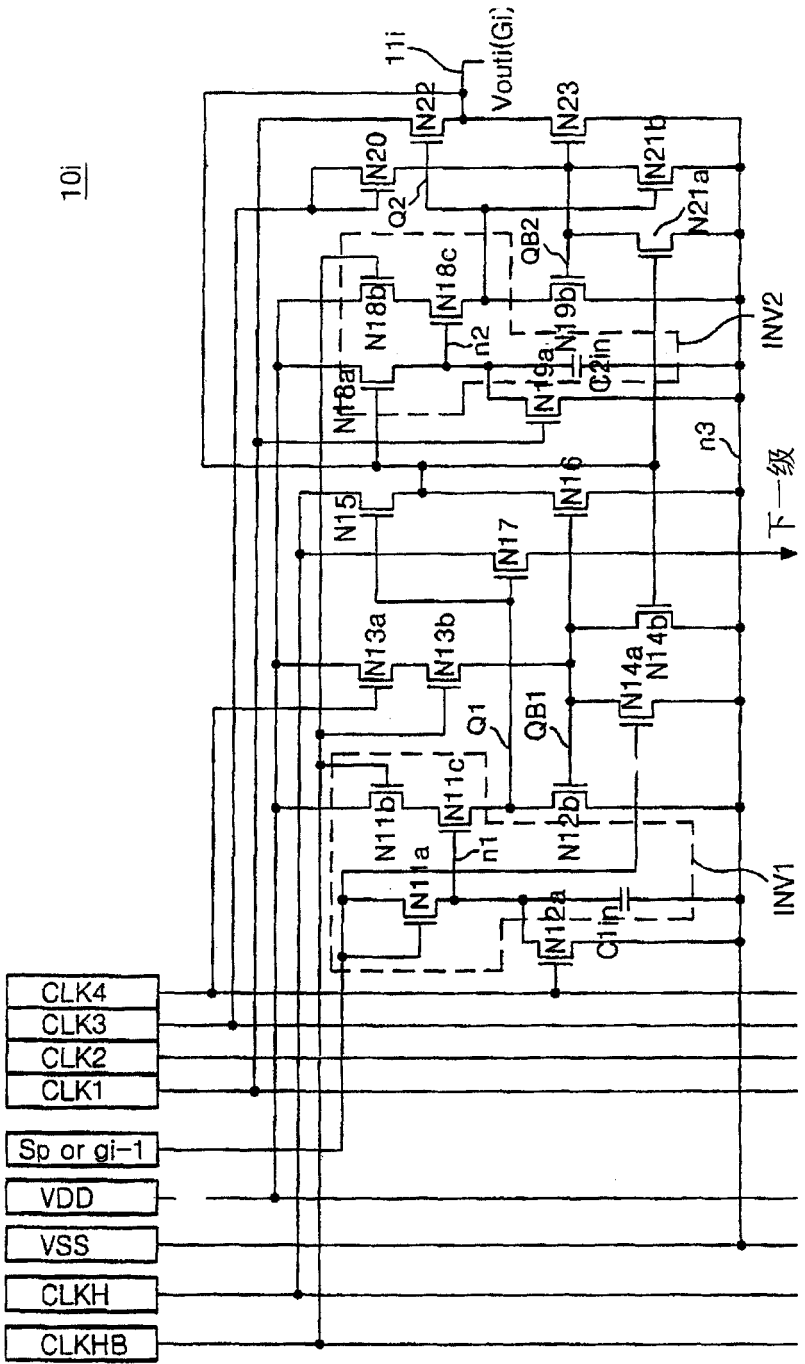 10i
11i
Vouti(Gi)
N22
N23
N20
N21b
N21a
Q2
QB2
N18b
N18c
N19b
n2
N18a
N19a
C2in
INV2
n3
N15
N16
N17
下一级
N13a
N13b
N14a
N14b
Q1
QB1
N11b
N11c
N12b
n1
N11a
N12a
C1in
INV1
CLK4
CLK3
CLK2
CLK1
Sp or gi-1
VDD
VSS
CLKH
CLKHB